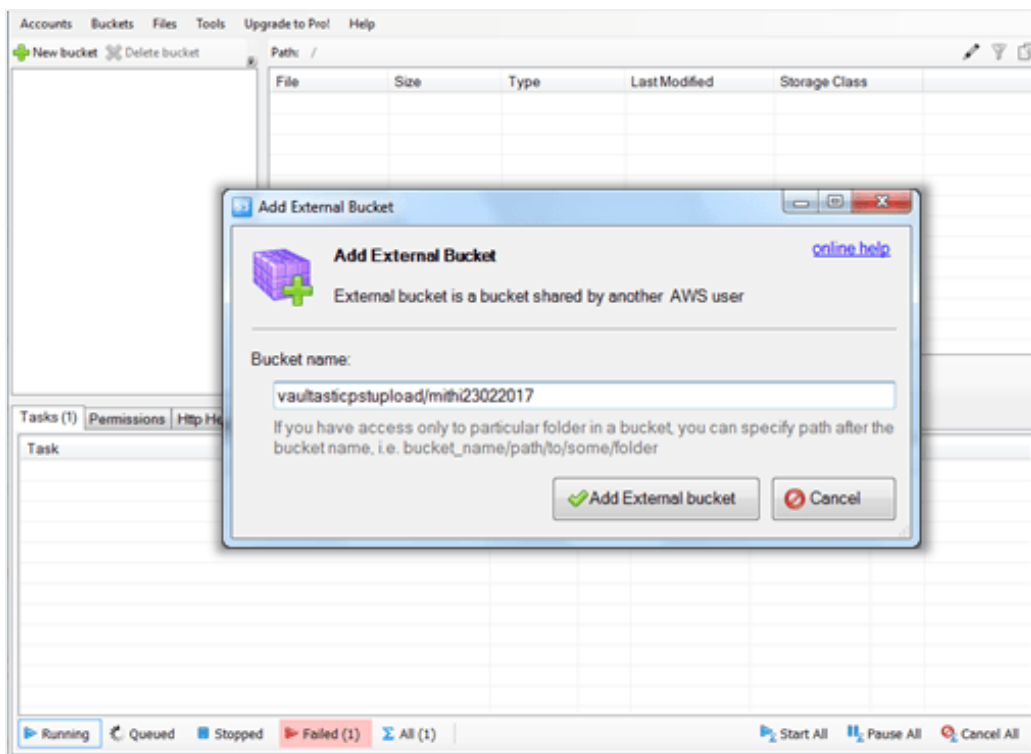 Accounts Buckets Files Tools Upgrade to Pro! Help
New bucket Delete bucket Path: /
File Size Type Last Modified Storage Class
Add External Bucket
Add External Bucket online help
External bucket is a bucket shared by another AWS user
Bucket name:
vaultasticpstupload/mithi23022017
If you have access only to particular folder in a bucket, you can specify path after the
bucket name, i.e. bucket_name/path/to/some/folder
Add External bucket Cancel
Tasks (1) Permissions Http He
Task
Running Queued Stopped Failed (1) All (1) Start All Pause All Cancel All